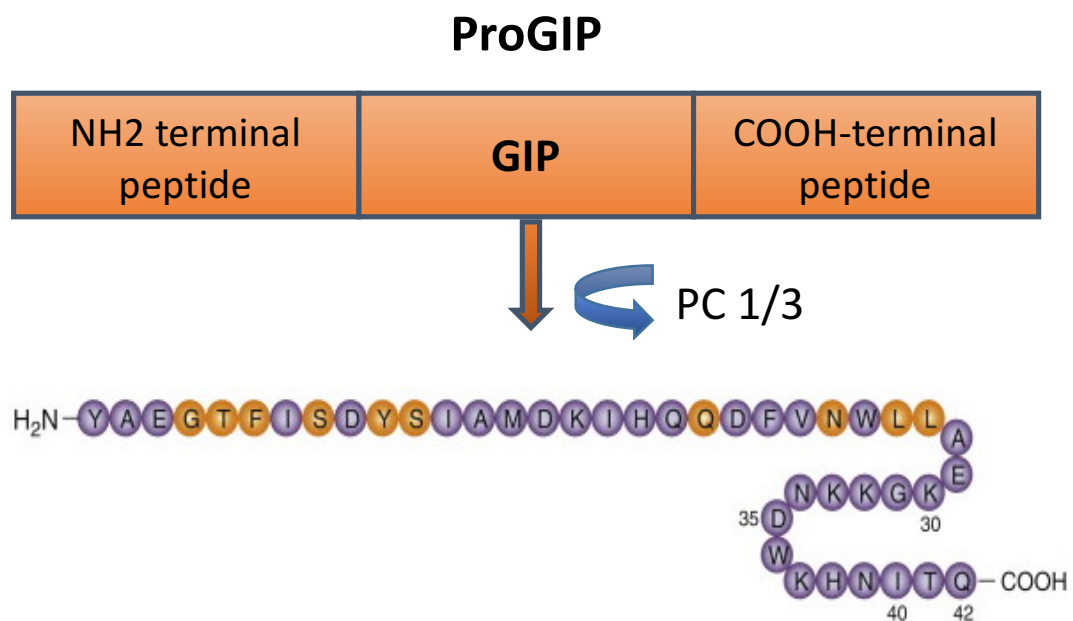 ProGIP
NH2 terminal
peptide
GIP
COOH-terminal
peptide
PC 1/3
H₂N YAEGTFISDYSIAMDKIHQQDFVNWLL
A
E
NKKGK
30
35 D
W
KHNITQ COOH
40 42